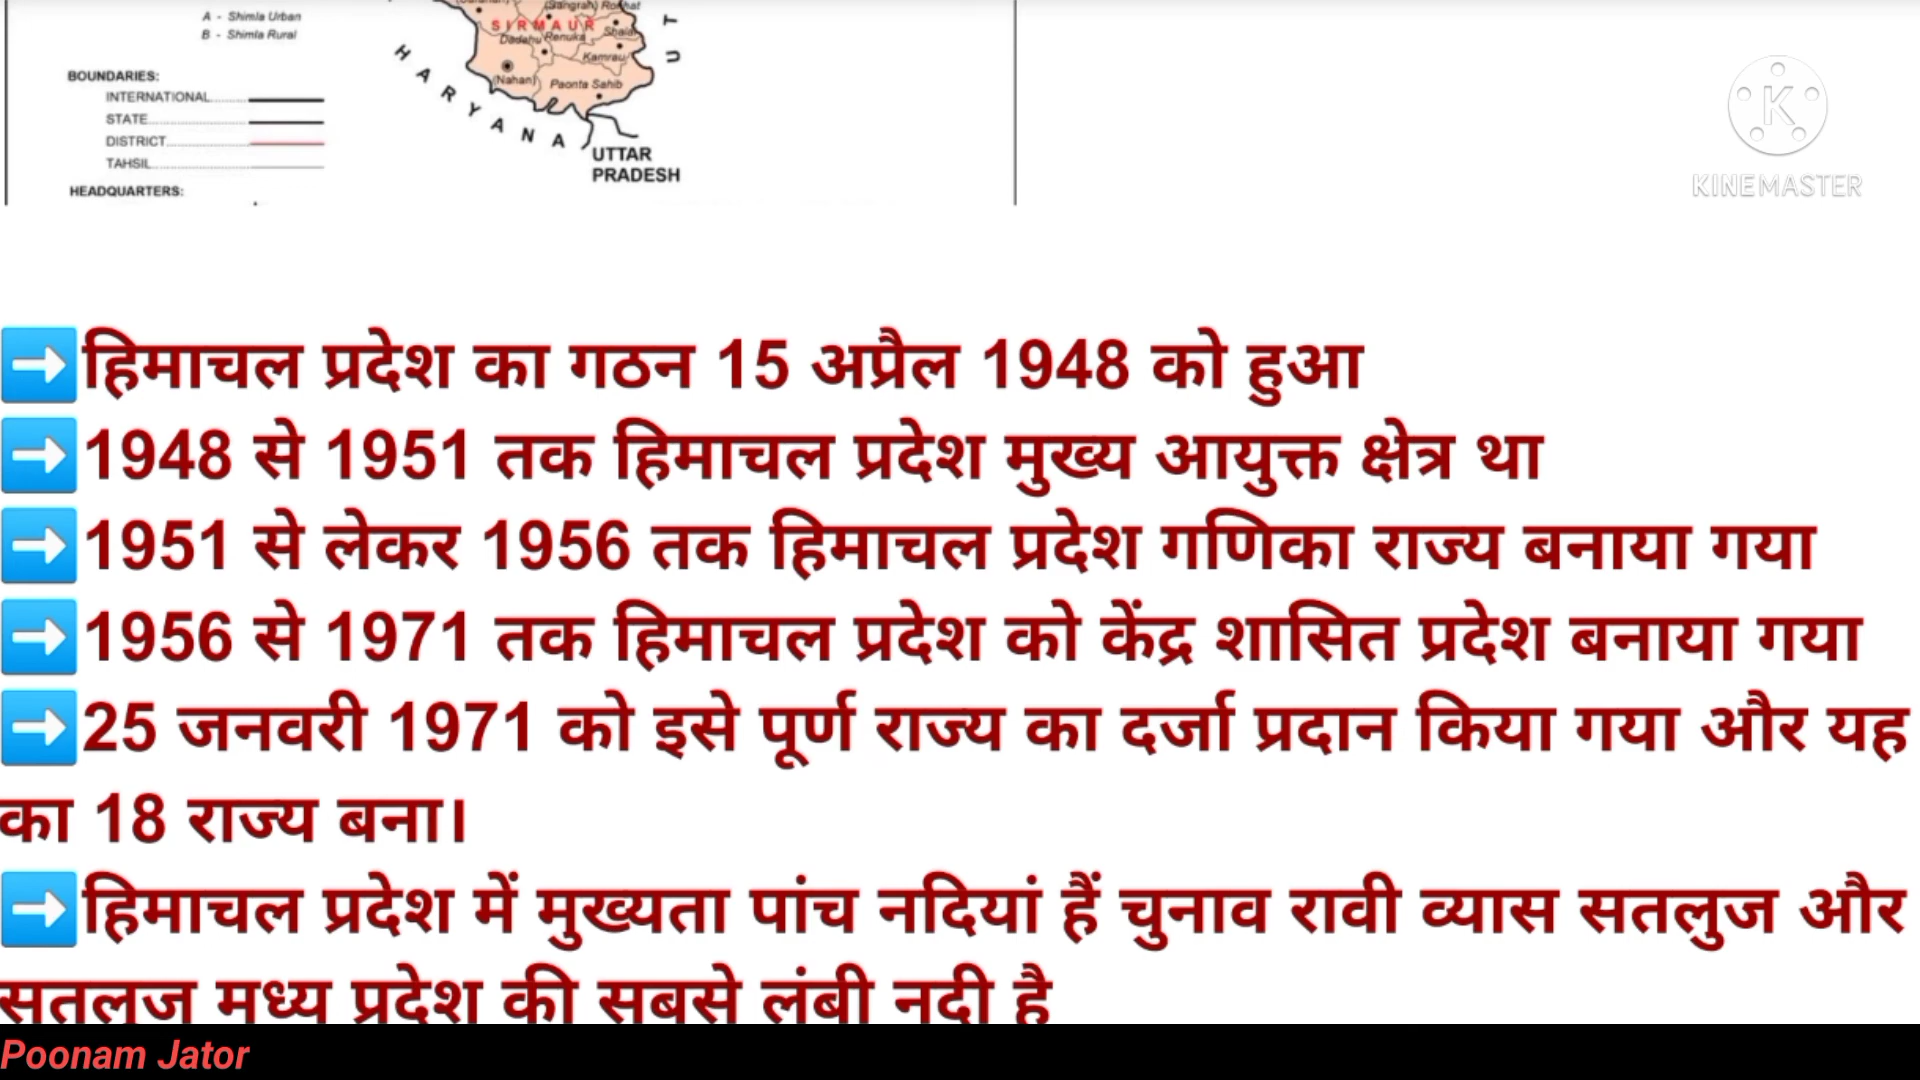 A - Shimla Urban
B - Shimla Rural
BOUNDARIES:
INTERNATIONAL
STATE
DISTRICT
TAHSIL
HEADQUARTERS:
(Sangrah)
SIRMAUR
Dadahu Renuka
Kamrau
(Nahan)
Paonta Sahib
HARYANA
UTTAR
PRADESH
U T
KINEMASTER
➡हिमाचल प्रदेश का गठन 15 अप्रैल 1948 को हुआ
➡1948 से 1951 तक हिमाचल प्रदेश मुख्य आयुक्त क्षेत्र था
➡1951 से लेकर 1956 तक हिमाचल प्रदेश गणिका राज्य बनाया गया
➡1956 से 1971 तक हिमाचल प्रदेश को केंद्र शासित प्रदेश बनाया गया
➡25 जनवरी 1971 को इसे पूर्ण राज्य का दर्जा प्रदान किया गया और यह
का 18 राज्य बना।
➡हिमाचल प्रदेश में मुख्यता पांच नदियां हैं चुनाव रावी व्यास सतलुज और
सतलुज मध्य प्रदेश की सबसे लंबी नदी है
Poonam Jator